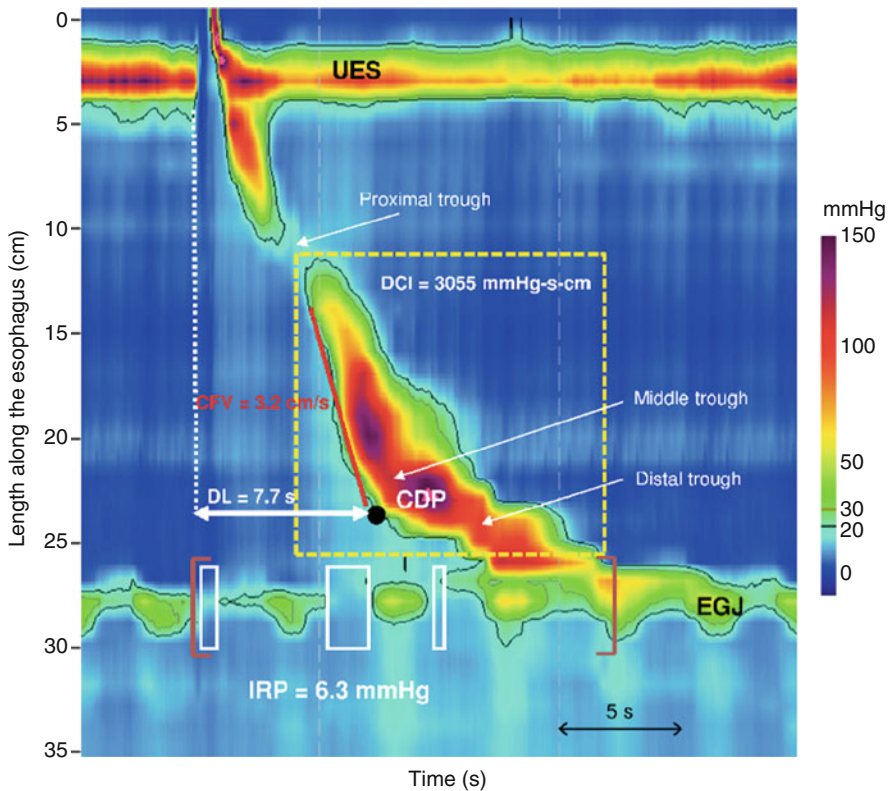 0
5
10
15
20
25
30
35
Length along the esophagus (cm)
UES
Proximal trough
DCI = 3055 mmHg-s-cm
CFV = 3.2 cm/s
Middle trough
DL = 7.7 s
CDP
Distal trough
EGJ
IRP = 6.3 mmHg
5 s
Time (s)
mmHg
150
100
50
30
20
0